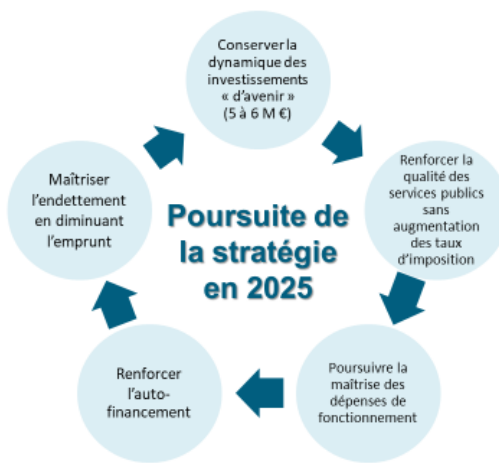 Conserver la
dynamique des
investissements
« d'avenir »
(5 à 6 M €)
Renforcer la
qualité des
services publics
sans
augmentation
des taux
d'imposition
Poursuivre la
maîtrise des
dépenses de
fonctionnement
Renforcer
l'auto-
financement
Maîtriser
l'endettement
en diminuant
l'emprunt
Poursuite de
la stratégie
en 2025